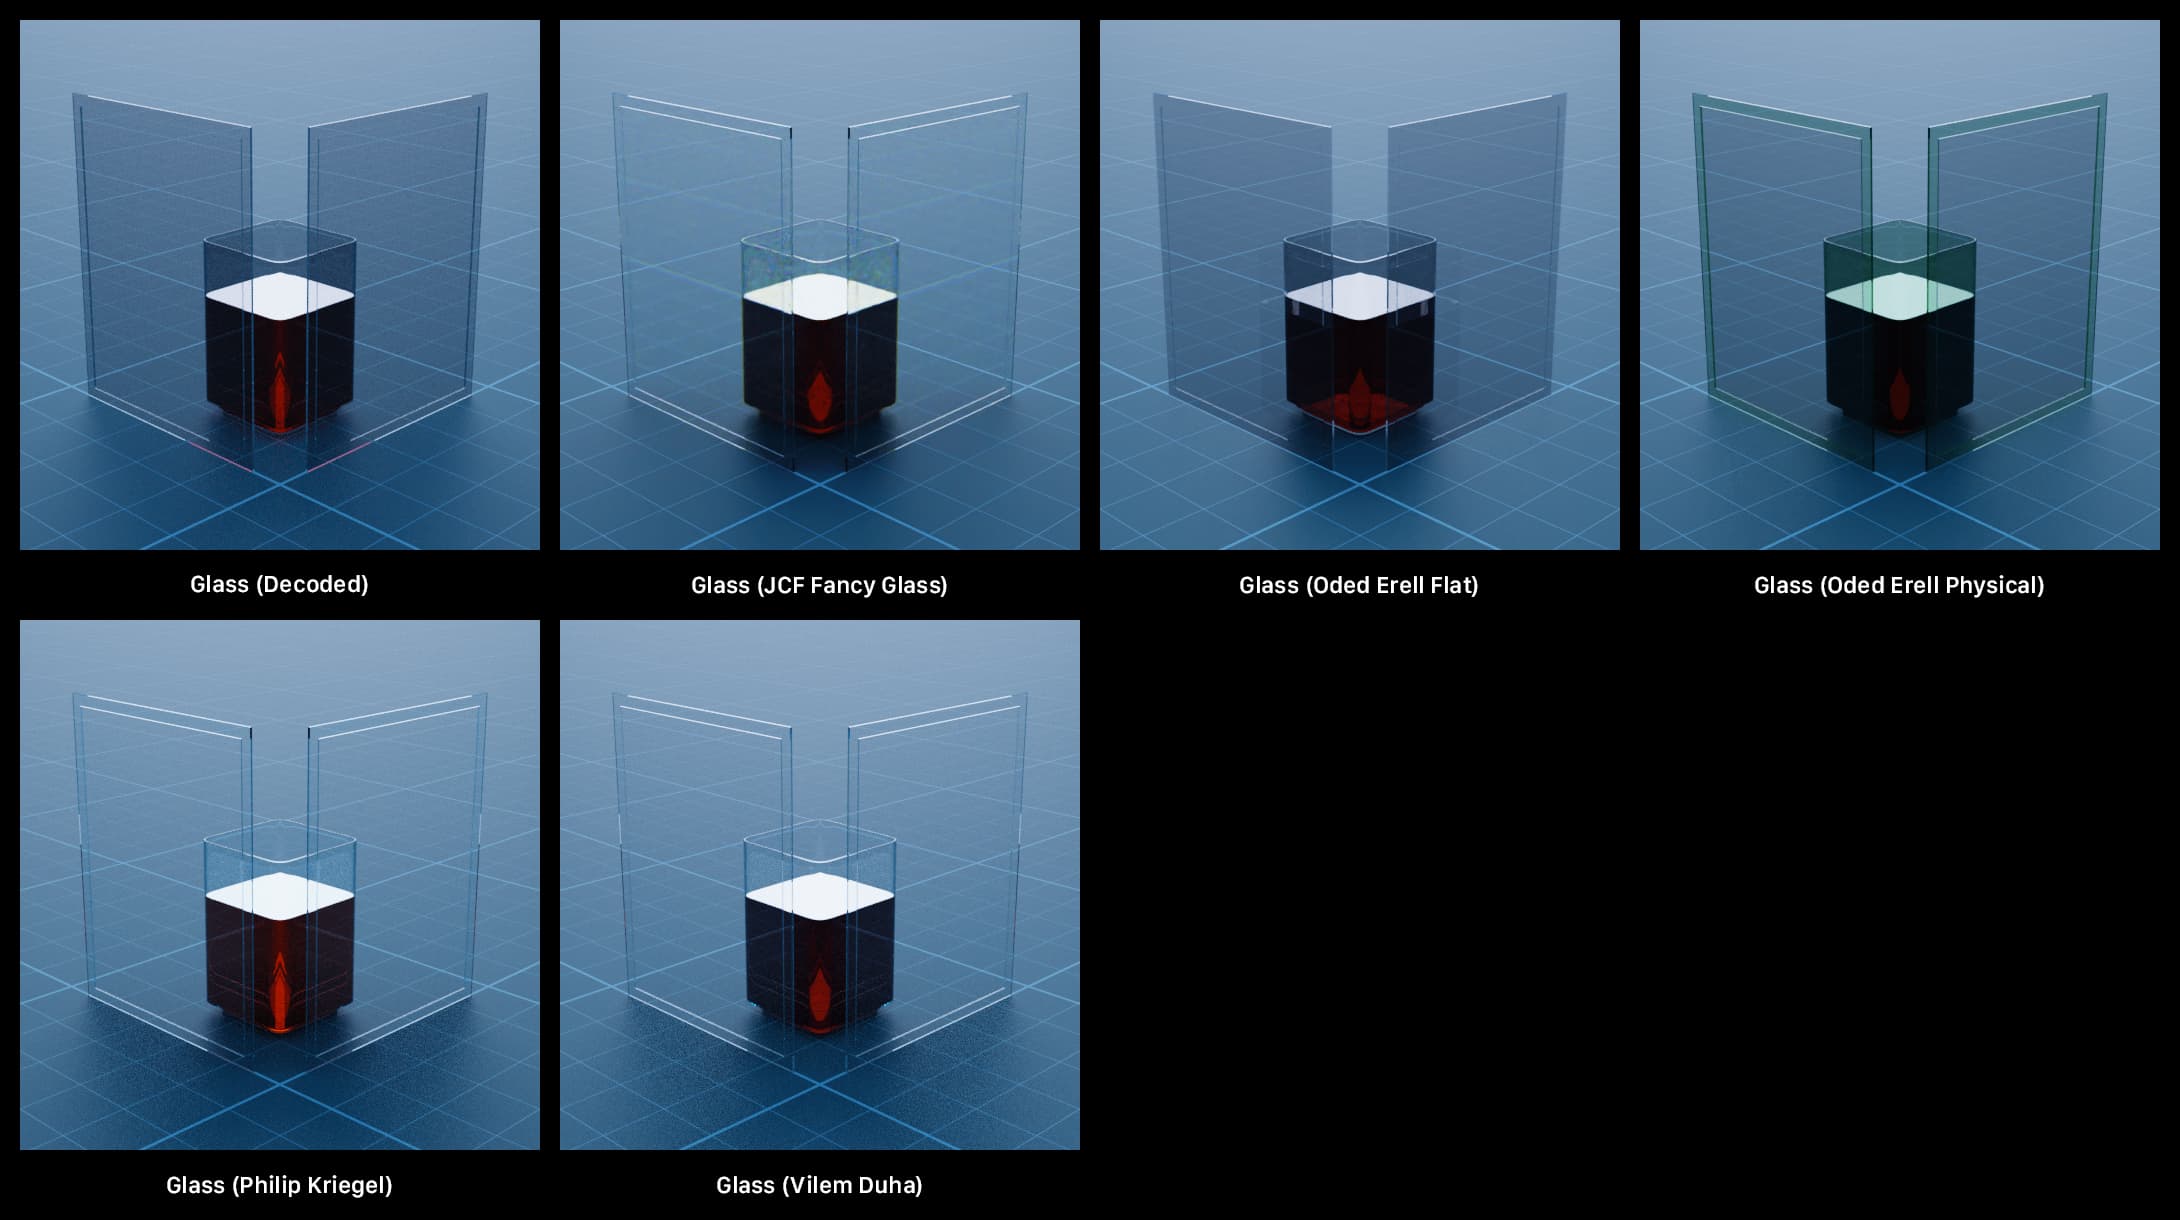 Glass (Decoded)
Glass (JCF Fancy Glass)
Glass (Oded Erell Flat)
Glass (Oded Erell Physical)
Glass (Philip Kriegel)
Glass (Vilem Duha)